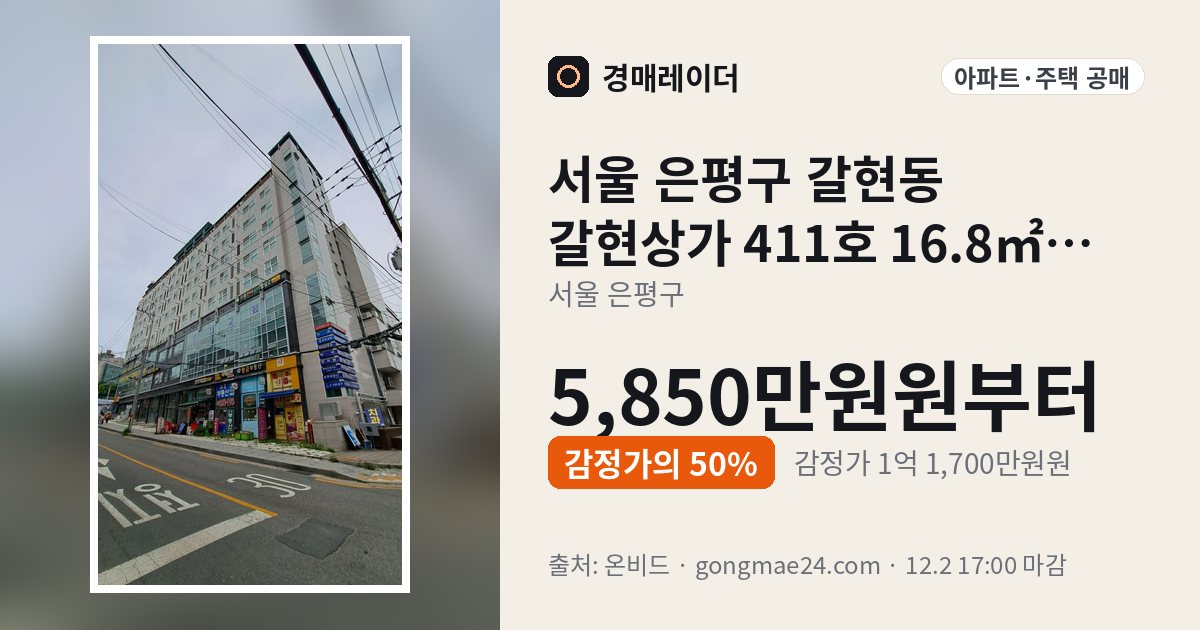 경매레이더
아파트·주택 공매
서울 은평구 갈현동
갈현상가 411호 16.8㎡…
서울 은평구
5,850만원원부터
감정가의 50%
감정가 1억 1,700만원원
출처: 온비드 · gongmae24.com · 12.2 17:00 마감
30
치과